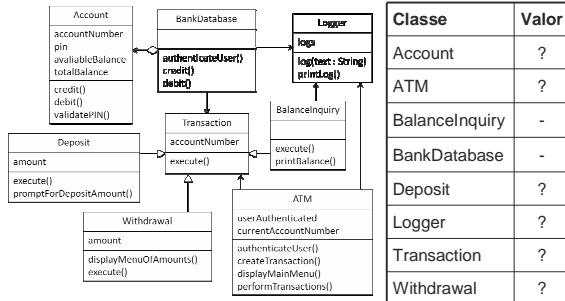 Account
accountNumber
pin
avaliableBalance
totalBalance
credit()
debit()
validatePIN()
BankDatabase
authenticateUser()
credit()
debit()
Logger
logs
log(text : String)
printLog()
BalanceInquiry
execute()
printBalance()
Transaction
accountNumber
execute()
Deposit
amount
execute()
promptForDepositAmount()
Withdrawal
amount
displayMenuOfAmounts()
execute()
ATM
userAuthenticated
currentAccountNumber
authenticateUser()
createTransaction()
displayMainMenu()
performTransactions()
Classe Valor
Account ?
ATM ?
BalanceInquiry -
BankDatabase -
Deposit ?
Logger ?
Transaction ?
Withdrawal ?